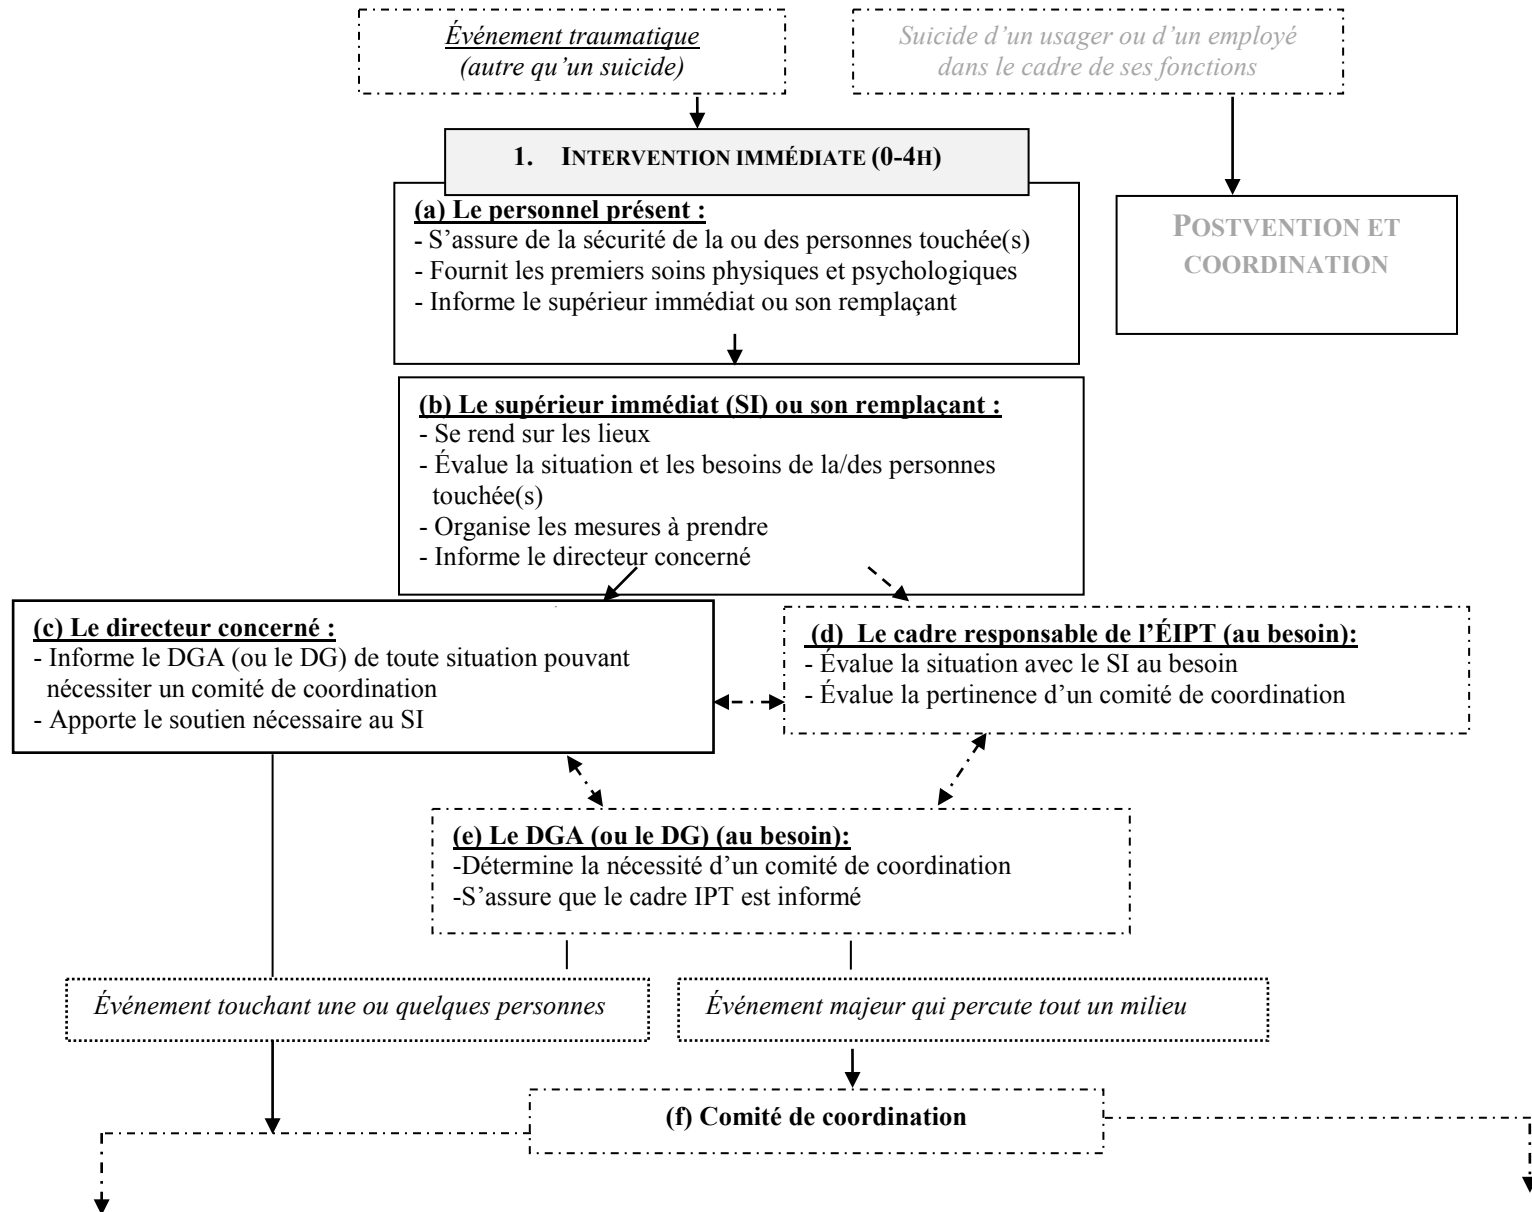 Événement traumatique
(autre qu’un suicide)
Suicide d’un usager ou d’un employé
dans le cadre de ses fonctions
1. INTERVENTION IMMÉDIATE (0-4H)
(a) Le personnel présent :
- S’assure de la sécurité de la ou des personnes touchée(s)
- Fournit les premiers soins physiques et psychologiques
- Informe le supérieur immédiat ou son remplaçant
POSTVENTION ET
COORDINATION
(b) Le supérieur immédiat (SI) ou son remplaçant :
- Se rend sur les lieux
- Évalue la situation et les besoins de la/des personnes
touchée(s)
- Organise les mesures à prendre
- Informe le directeur concerné
(c) Le directeur concerné :
- Informe le DGA (ou le DG) de toute situation pouvant
nécessiter un comité de coordination
- Apporte le soutien nécessaire au SI
(d) Le cadre responsable de l’ÉIPT (au besoin):
- Évalue la situation avec le SI au besoin
- Évalue la pertinence d’un comité de coordination
(e) Le DGA (ou le DG) (au besoin):
-Détermine la nécessité d’un comité de coordination
-S’assure que le cadre IPT est informé
Événement touchant une ou quelques personnes
Événement majeur qui percute tout un milieu
(f) Comité de coordination